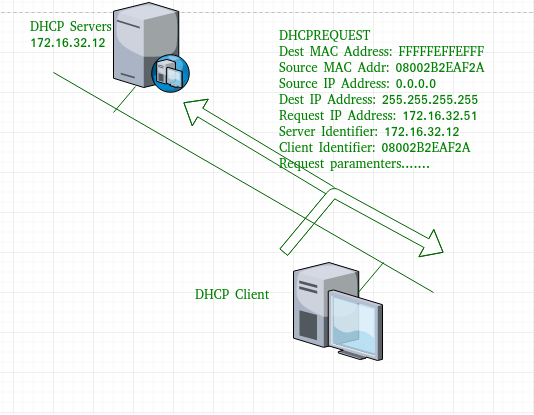 DHCP Servers
172.16.32.12
DHCPREQUEST
Dest MAC Address: FFFFFEFFEFFF
Source MAC Addr: 08002B2EAF2A
Source IP Address: 0.0.0.0
Dest IP Address: 255.255.255.255
Request IP Address: 172.16.32.51
Server Identifier: 172.16.32.12
Client Identifier: 08002B2EAF2A
Request paramenters.......
DHCP Client